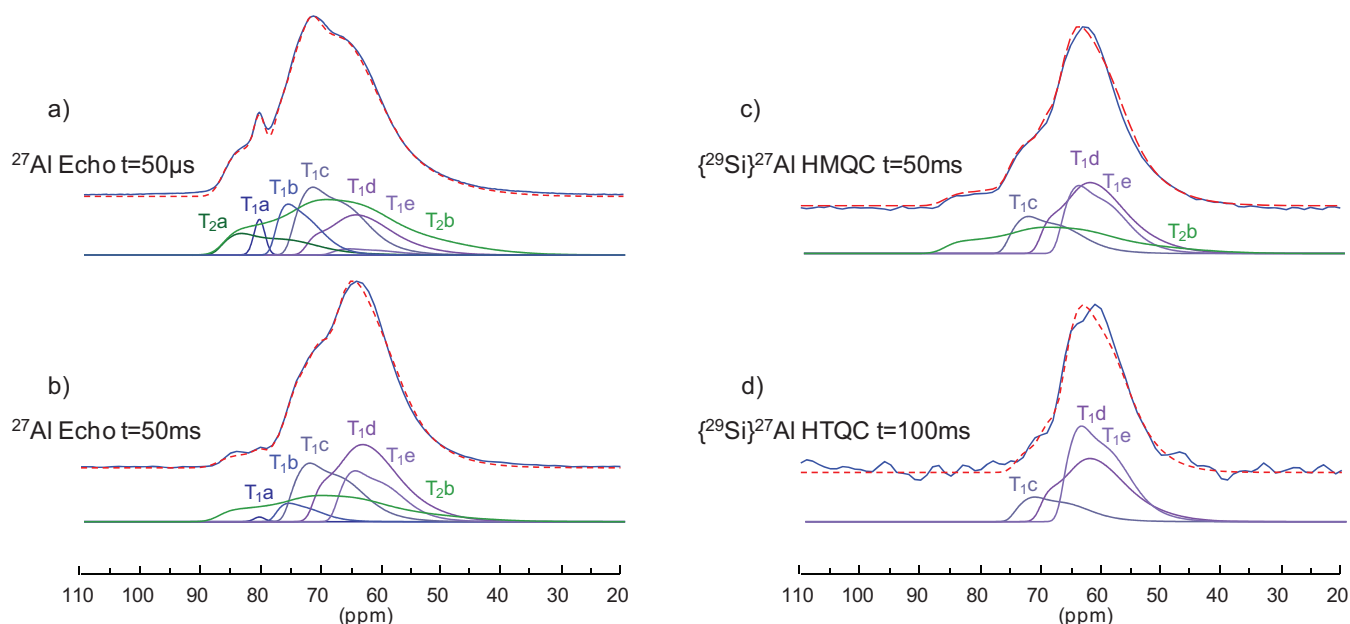 a)
²⁷Al Echo t=50µs
T₂a
T₁a
T₁b
T₁c
T₁d
T₁e
T₂b
b)
²⁷Al Echo t=50ms
T₁a
T₁b
T₁c
T₁d
T₁e
T₂b
110 100 90 80 70 60 50 40 30 20
(ppm)
c)
{²⁹Si}²⁷Al HMQC t=50ms
T₁c
T₁d
T₁e
T₂b
d)
{²⁹Si}²⁷Al HTQC t=100ms
T₁c
T₁d
T₁e
110 100 90 80 70 60 50 40 30 20
(ppm)